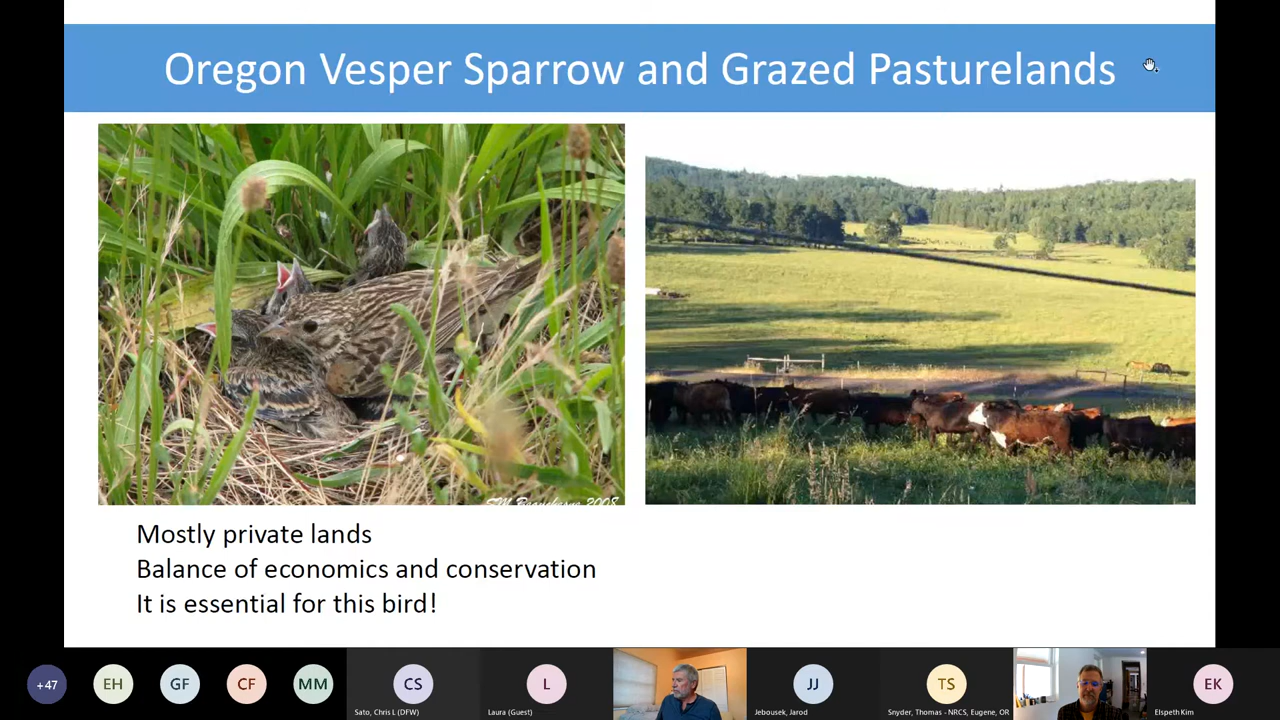 Oregon Vesper Sparrow and Grazed Pasturelands
2008
Mostly private lands
Balance of economics and conservation
It is essential for this bird!
+47
EH
GF
CF
MM
CS
L
JJ
TS
EK
Sato, Chris L (DFW)
Laura (Guest)
Jebousek, Jarod
Snyder, Thomas - NRCS, Eugene, OR
Elspeth Kim